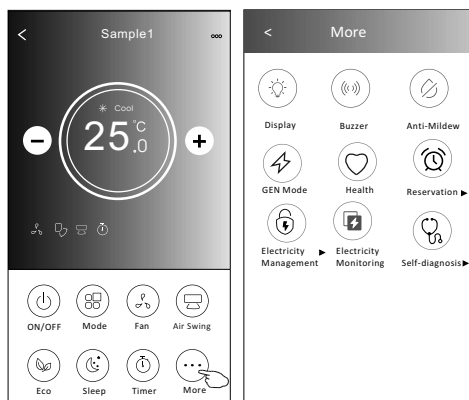 Sample1
Cool
25.0°C
ON/OFF Mode Fan Air Swing
Eco Sleep Timer More
More
Display Buzzer Anti-Mildew
GEN Mode Health Reservation
Electricity Management Electricity Monitoring Self-diagnosis